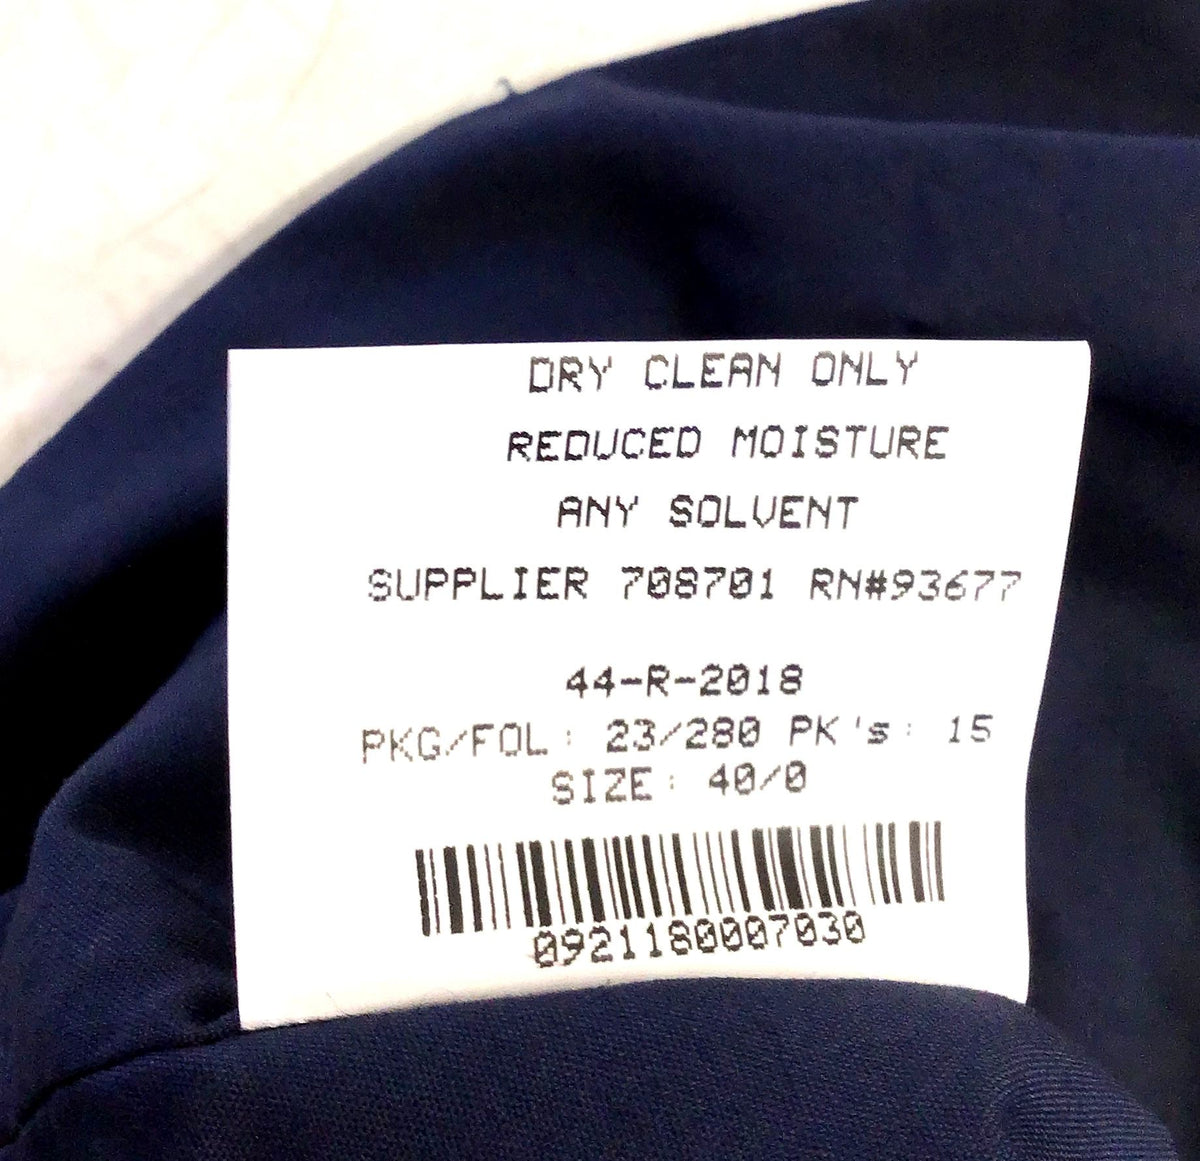 DRY CLEAN ONLY
REDUCED MOISTURE
ANY SOLVENT
SUPPLIER 708701 RN#93677
44-R-2018
PKG/FOL: 23/280 PK's: 15
SIZE: 40/0
0921180007030